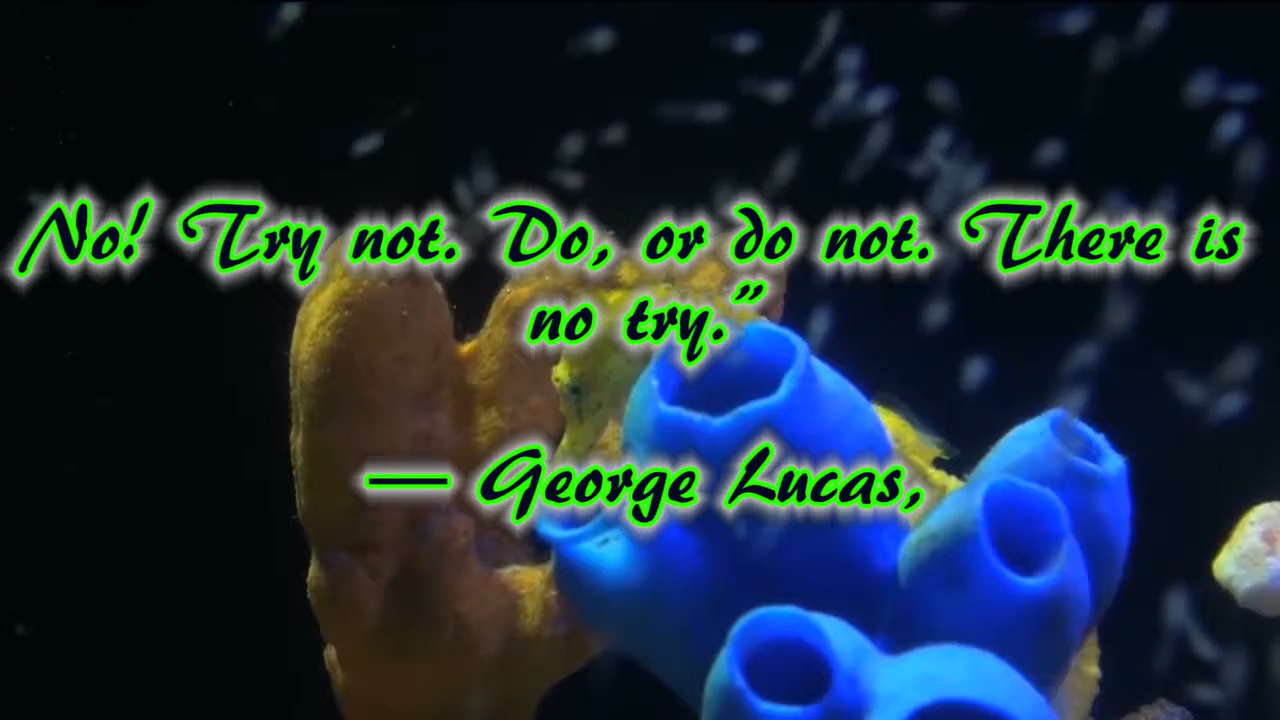 No! Try not. Do, or do not. There is
no try.”
— George Lucas,